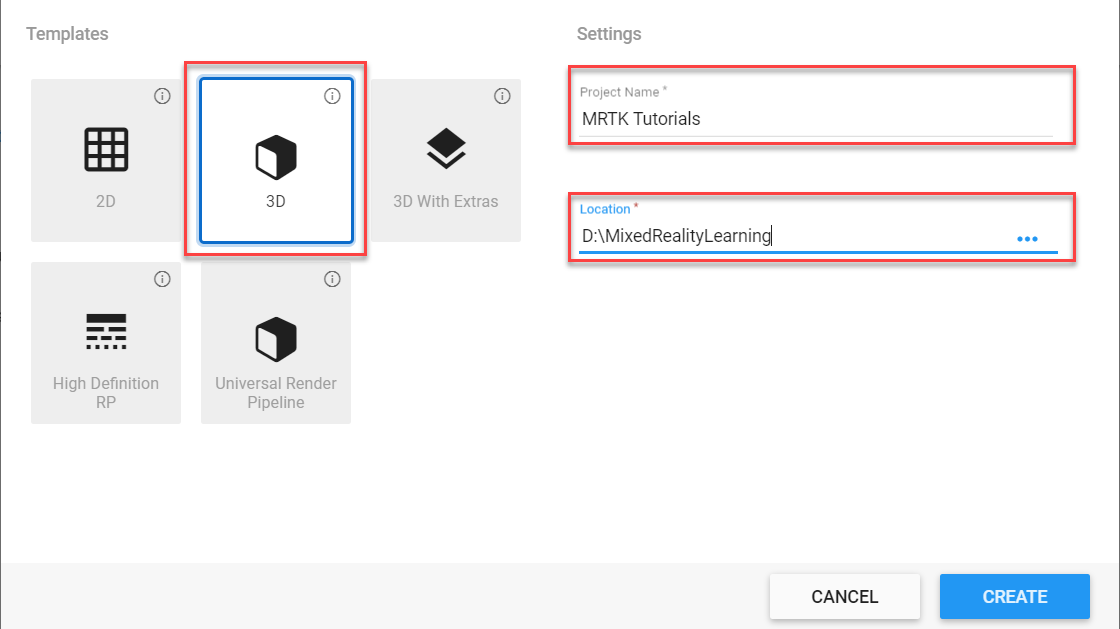 Templates
2D
3D
3D With Extras
High Definition
RP
Universal Render
Pipeline
Settings
Project Name *
MRTK Tutorials
Location *
D:\MixedRealityLearning
CANCEL
CREATE